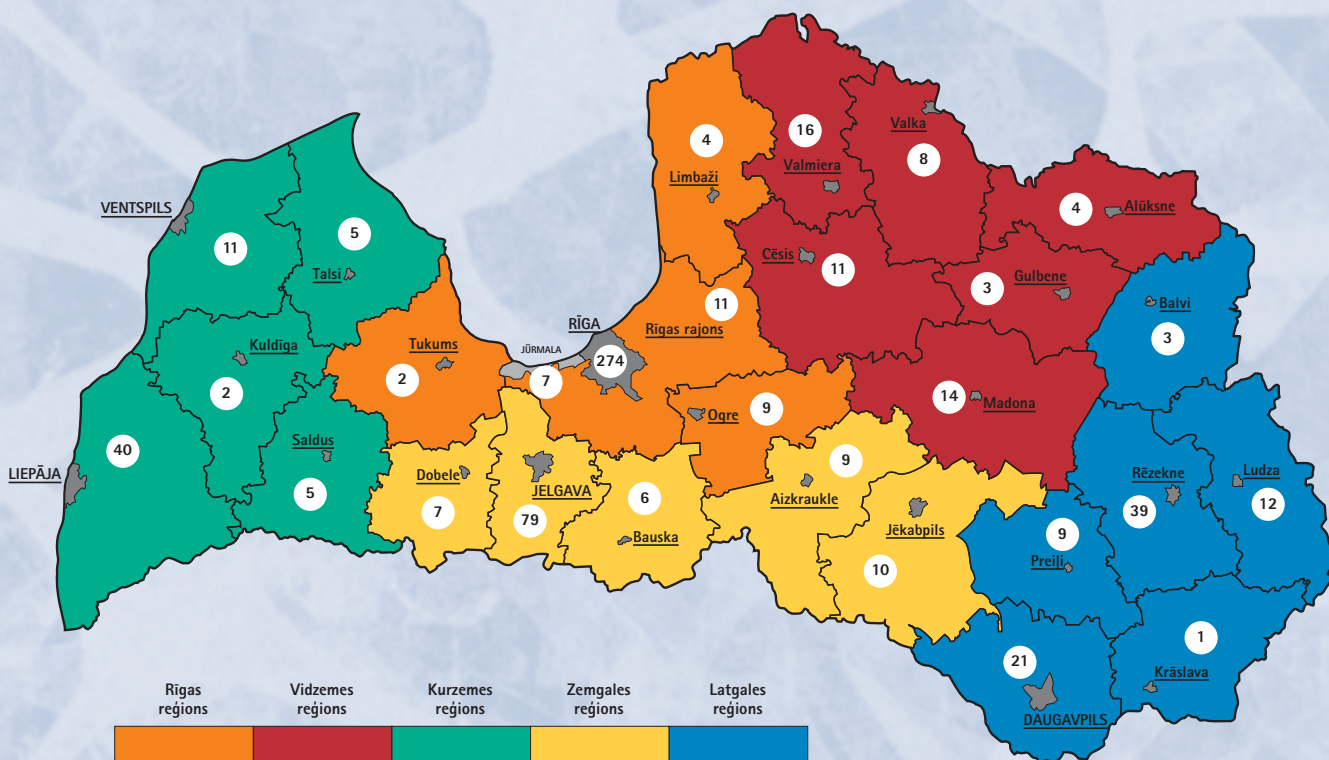 4
Limbaži
16
Valmiera
Valka
8
4
Alūksne
VENTSPILS
11
5
Talsi
Cēsis
11
3
Gulbene
Balvi
3
11
Rīgas rajons
RĪGA
274
JŪRMALA
7
Tukums
2
Kuldīga
2
Ogre
9
14
Madona
40
LIEPĀJA
Saldus
5
Dobele
7
JELGAVA
79
6
Bauska
9
Aizkraukle
Jēkabpils
10
9
Preiļi
Rēzekne
39
Ludza
12
21
DAUGAVPILS
1
Krāslava
Rīgas
reģions
Vidzemes
reģions
Kurzemes
reģions
Zemgales
reģions
Latgales
reģions